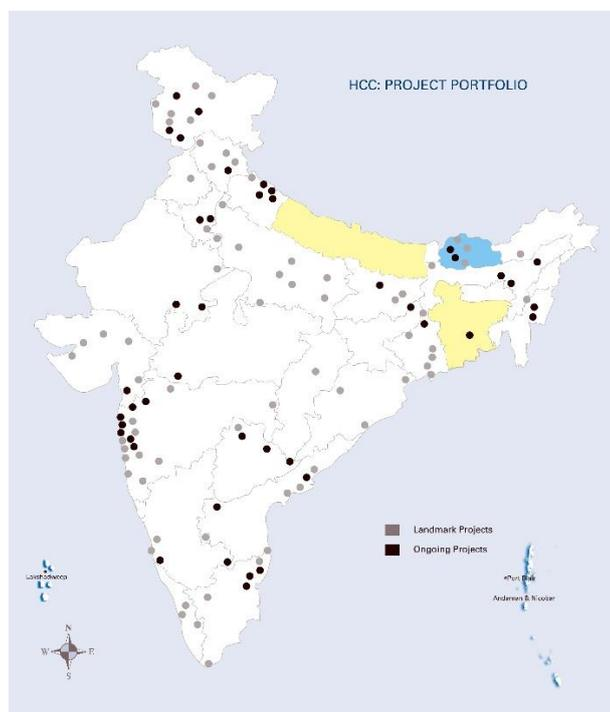 HCC: PROJECT PORTFOLIO
Landmark Projects
Ongoing Projects
Lakshadweep
Port Blair
Andaman & Nicobar
N
W E
S